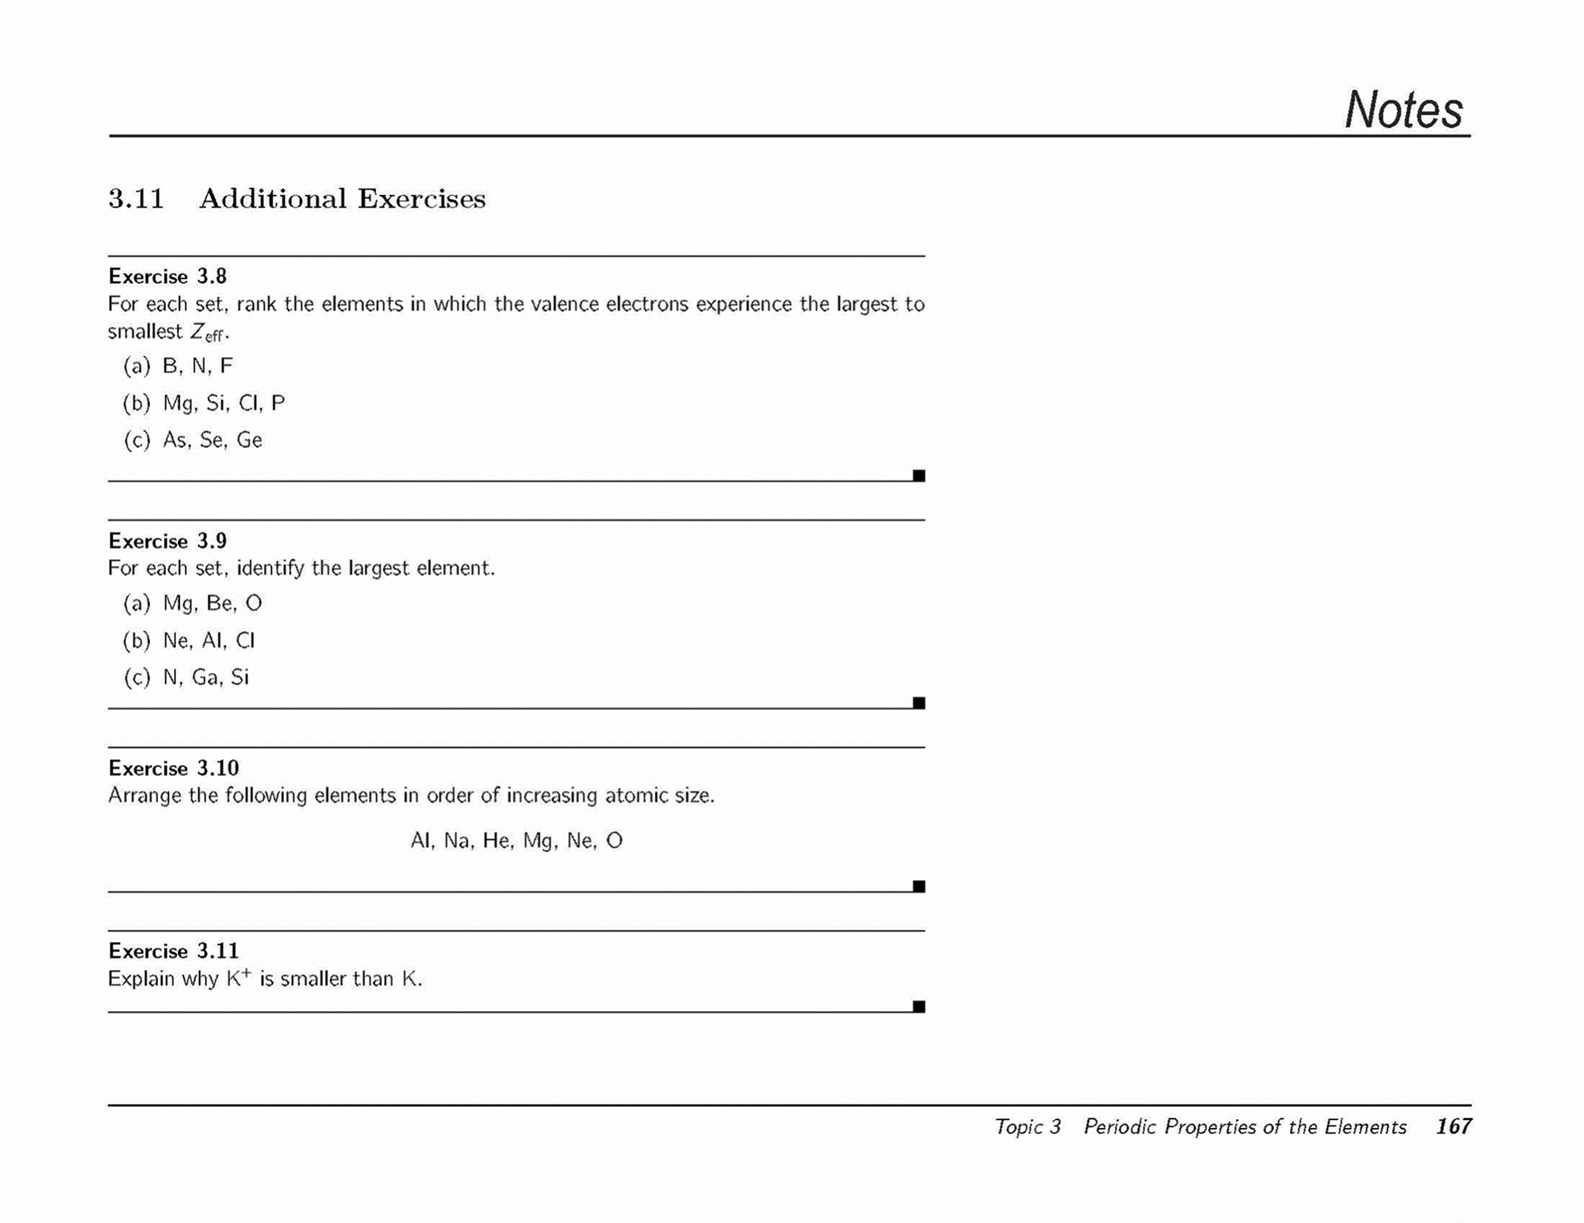 Notes
3.11 Additional Exercises
Exercise 3.8
For each set, rank the elements in which the valence electrons experience the largest to
smallest Zeff.
(a) B, N, F
(b) Mg, Si, Cl, P
(c) As, Se, Ge
Exercise 3.9
For each set, identify the largest element.
(a) Mg, Be, O
(b) Ne, Al, Cl
(c) N, Ga, Si
Exercise 3.10
Arrange the following elements in order of increasing atomic size.
Al, Na, He, Mg, Ne, O
Exercise 3.11
Explain why K⁺ is smaller than K.
Topic 3 Periodic Properties of the Elements 167